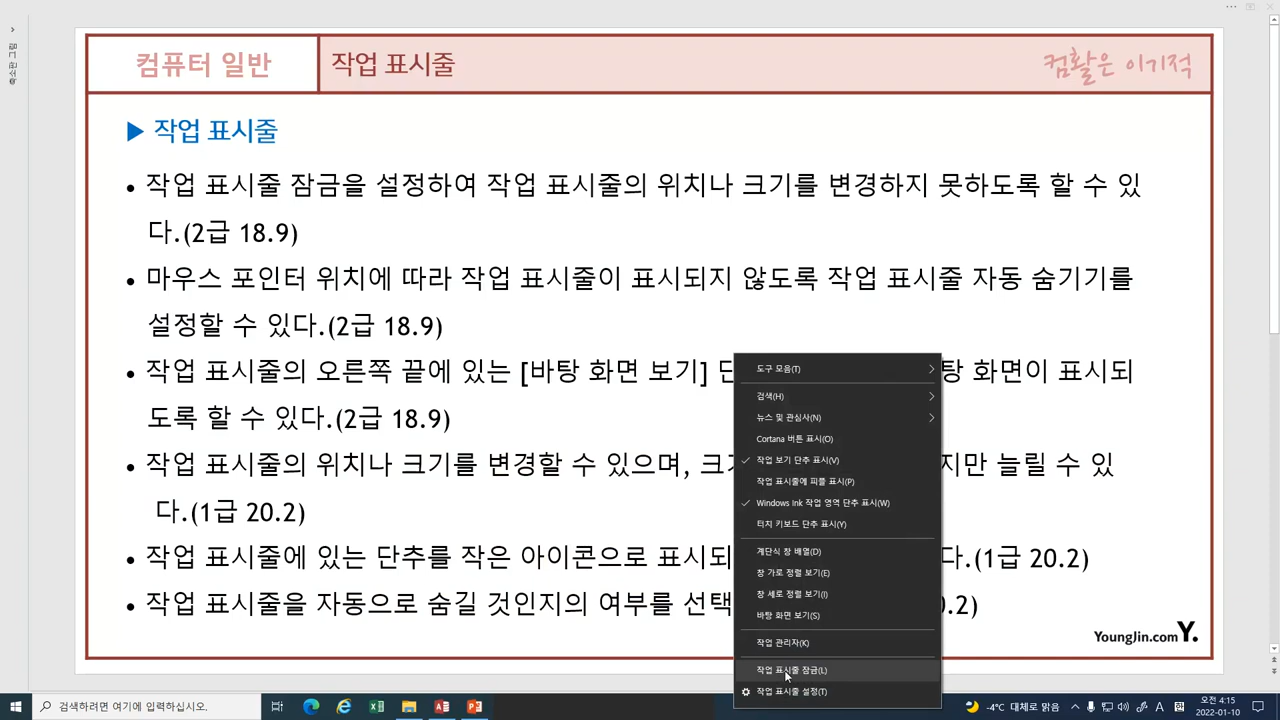 컴퓨터 일반
작업 표시줄
컴활은 이기적
▶ 작업 표시줄
• 작업 표시줄 잠금을 설정하여 작업 표시줄의 위치나 크기를 변경하지 못하도록 할 수 있
다.(2급 18.9)
• 마우스 포인터 위치에 따라 작업 표시줄이 표시되지 않도록 작업 표시줄 자동 숨기기를
설정할 수 있다.(2급 18.9)
• 작업 표시줄의 오른쪽 끝에 있는 [바탕 화면 보기] 탕 화면이 표시되
도록 할 수 있다.(2급 18.9)
• 작업 표시줄의 위치나 크기를 변경할 수 있으며, 지만 늘릴 수 있
다.(1급 20.2)
• 작업 표시줄에 있는 단추를 작은 아이콘으로 표시되 다.(1급 20.2)
• 작업 표시줄을 자동으로 숨길 것인지의 여부를 선택 0.2)
YoungJin.com Y.
도구 모음(T)
검색(H)
뉴스 및 관심사(N)
Cortana 버튼 표시(O)
작업 보기 단추 표시(V)
작업 표시줄에 피플 표시(P)
Windows Ink 작업 영역 단추 표시(W)
터치 키보드 단추 표시(Y)
계단식 창 배열(D)
창 가로 정렬 보기(E)
창 세로 정렬 보기(I)
바탕 화면 보기(S)
작업 관리자(K)
작업 표시줄 잠금(L)
작업 표시줄 설정(T)
검색하려면 여기에 입력하십시오.
-4°C 대체로 맑음
A
오전 4:15
2022-01-10